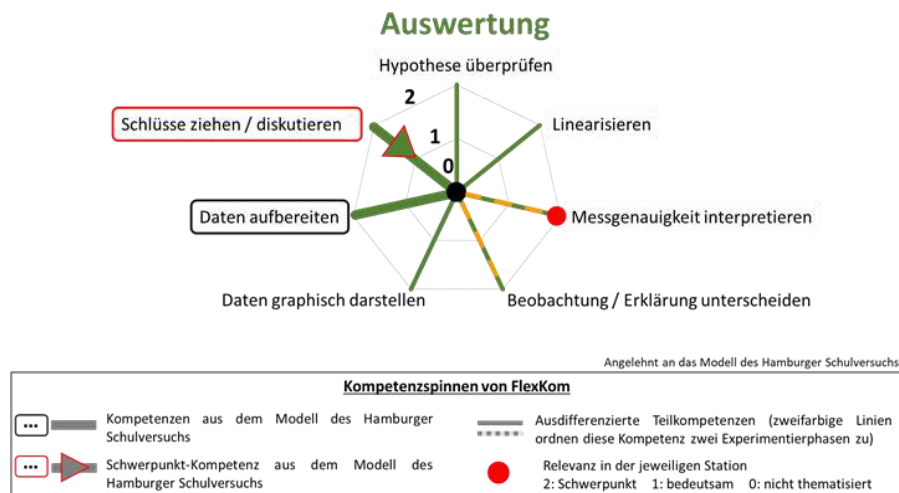 Auswertung
Hypothese überprüfen
2
Schlüsse ziehen / diskutieren
Linearisieren
1
0
Daten aufbereiten
Messgenauigkeit interpretieren
Daten graphisch darstellen
Beobachtung / Erklärung unterscheiden
Angelehnt an das Modell des Hamburger Schulversuchs
Kompetenzspinnen von FlexKom
... Kompetenzen aus dem Modell des Hamburger
Schulversuchs
... Schwerpunkt-Kompetenz aus dem Modell des
Hamburger Schulversuchs
Ausdifferenzierte Teilkompetenzen (zweifarbige Linien
ordnen diese Kompetenz zwei Experimentierphasen zu)
Relevanz in der jeweiligen Station
2: Schwerpunkt 1: bedeutsam 0: nicht thematisiert